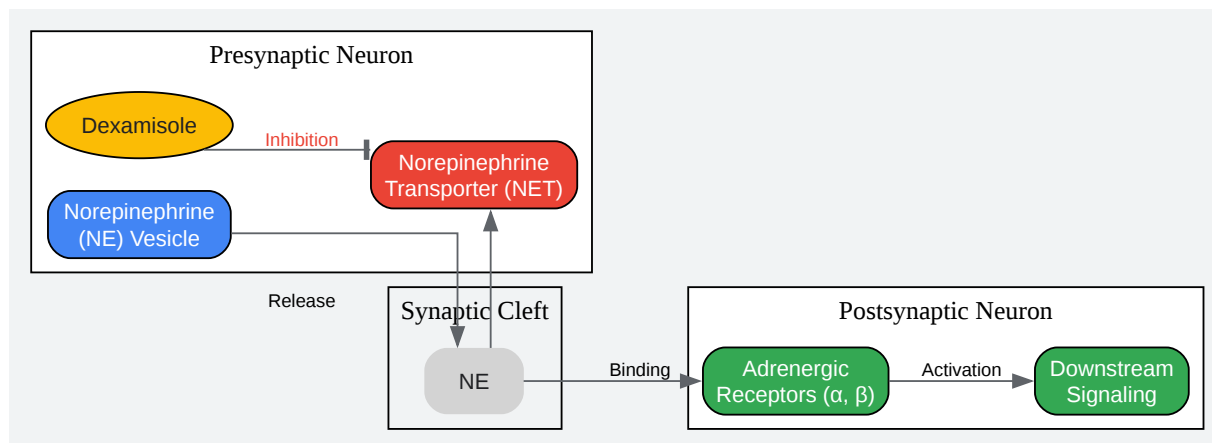 Presynaptic Neuron
Dexamisole
Inhibition
Norepinephrine
Transporter (NET)
Norepinephrine
(NE) Vesicle
Release
Synaptic Cleft
NE
Binding
Postsynaptic Neuron
Adrenergic
Receptors (α, β)
Activation
Downstream
Signaling